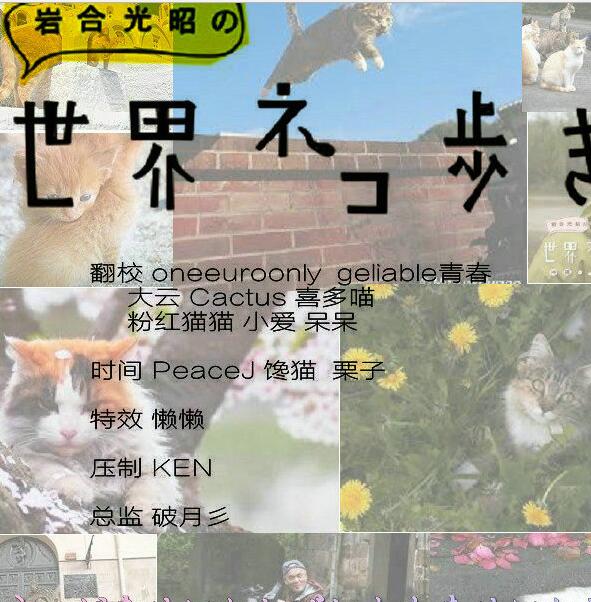 岩合光昭の
世界ネコ歩き
翻校 oneeuroonly geliable青春
大云 Cactus 喜多喵
粉红猫猫 小爱 呆呆
时间 PeaceJ 馋猫 栗子
特效 懒懒
压制 KEN
总监 破月彡